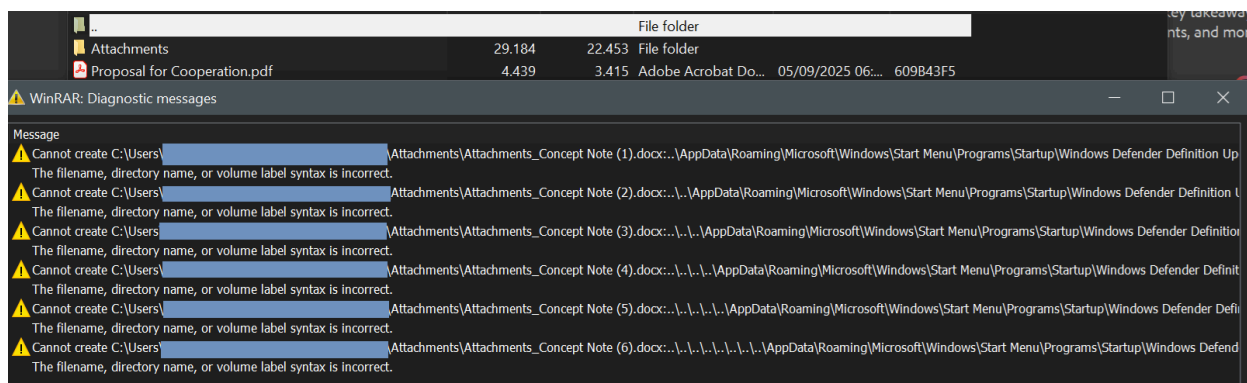 ey takeawa
.. File folder
nts, and mor
Attachments 29.184 22.453 File folder
Proposal for Cooperation.pdf 4.439 3.415 Adobe Acrobat Do... 05/09/2025 06:... 609B43F5
WinRAR: Diagnostic messages
Message
Cannot create C:\Users\ \Attachments\Attachments_Concept Note (1).docx:..\AppData\Roaming\Microsoft\Windows\Start Menu\Programs\Startup\Windows Defender Definition Up
The filename, directory name, or volume label syntax is incorrect.
Cannot create C:\Users\ \Attachments\Attachments_Concept Note (2).docx:..\..\AppData\Roaming\Microsoft\Windows\Start Menu\Programs\Startup\Windows Defender Definition U
The filename, directory name, or volume label syntax is incorrect.
Cannot create C:\Users \Attachments\Attachments_Concept Note (3).docx:..\..\..\AppData\Roaming\Microsoft\Windows\Start Menu\Programs\Startup\Windows Defender Definition
The filename, directory name, or volume label syntax is incorrect.
Cannot create C:\Users\ \Attachments\Attachments_Concept Note (4).docx:..\..\..\..\AppData\Roaming\Microsoft\Windows\Start Menu\Programs\Startup\Windows Defender Definit
The filename, directory name, or volume label syntax is incorrect.
Cannot create C:\Users\ \Attachments\Attachments_Concept Note (5).docx:..\..\..\..\..\AppData\Roaming\Microsoft\Windows\Start Menu\Programs\Startup\Windows Defender Defi
The filename, directory name, or volume label syntax is incorrect.
Cannot create C:\Users\ \Attachments\Attachments_Concept Note (6).docx:..\..\..\..\..\..\..\AppData\Roaming\Microsoft\Windows\Start Menu\Programs\Startup\Windows Defend
The filename, directory name, or volume label syntax is incorrect.